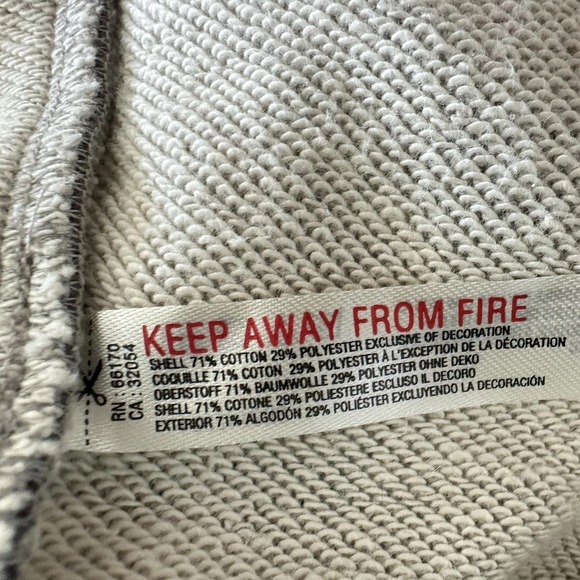 KEEP AWAY FROM FIRE
SHELL 71% COTTON 29% POLYESTER EXCLUSIVE OF DECORATION
COQUILLE 71% COTON 29% POLYESTER À L'EXCEPTION DE LA DÉCORATION
OBERSTOFF 71% BAUMWOLLE 29% POLYESTER OHNE DEKO
SHELL 71% COTONE 29% POLIESTERE ESCLUSO IL DECORO
EXTERIOR 71% ALGODÓN 29% POLIÉSTER EXCLUYENDO LA DECORACIÓN
RN : 66170
CA : 32054